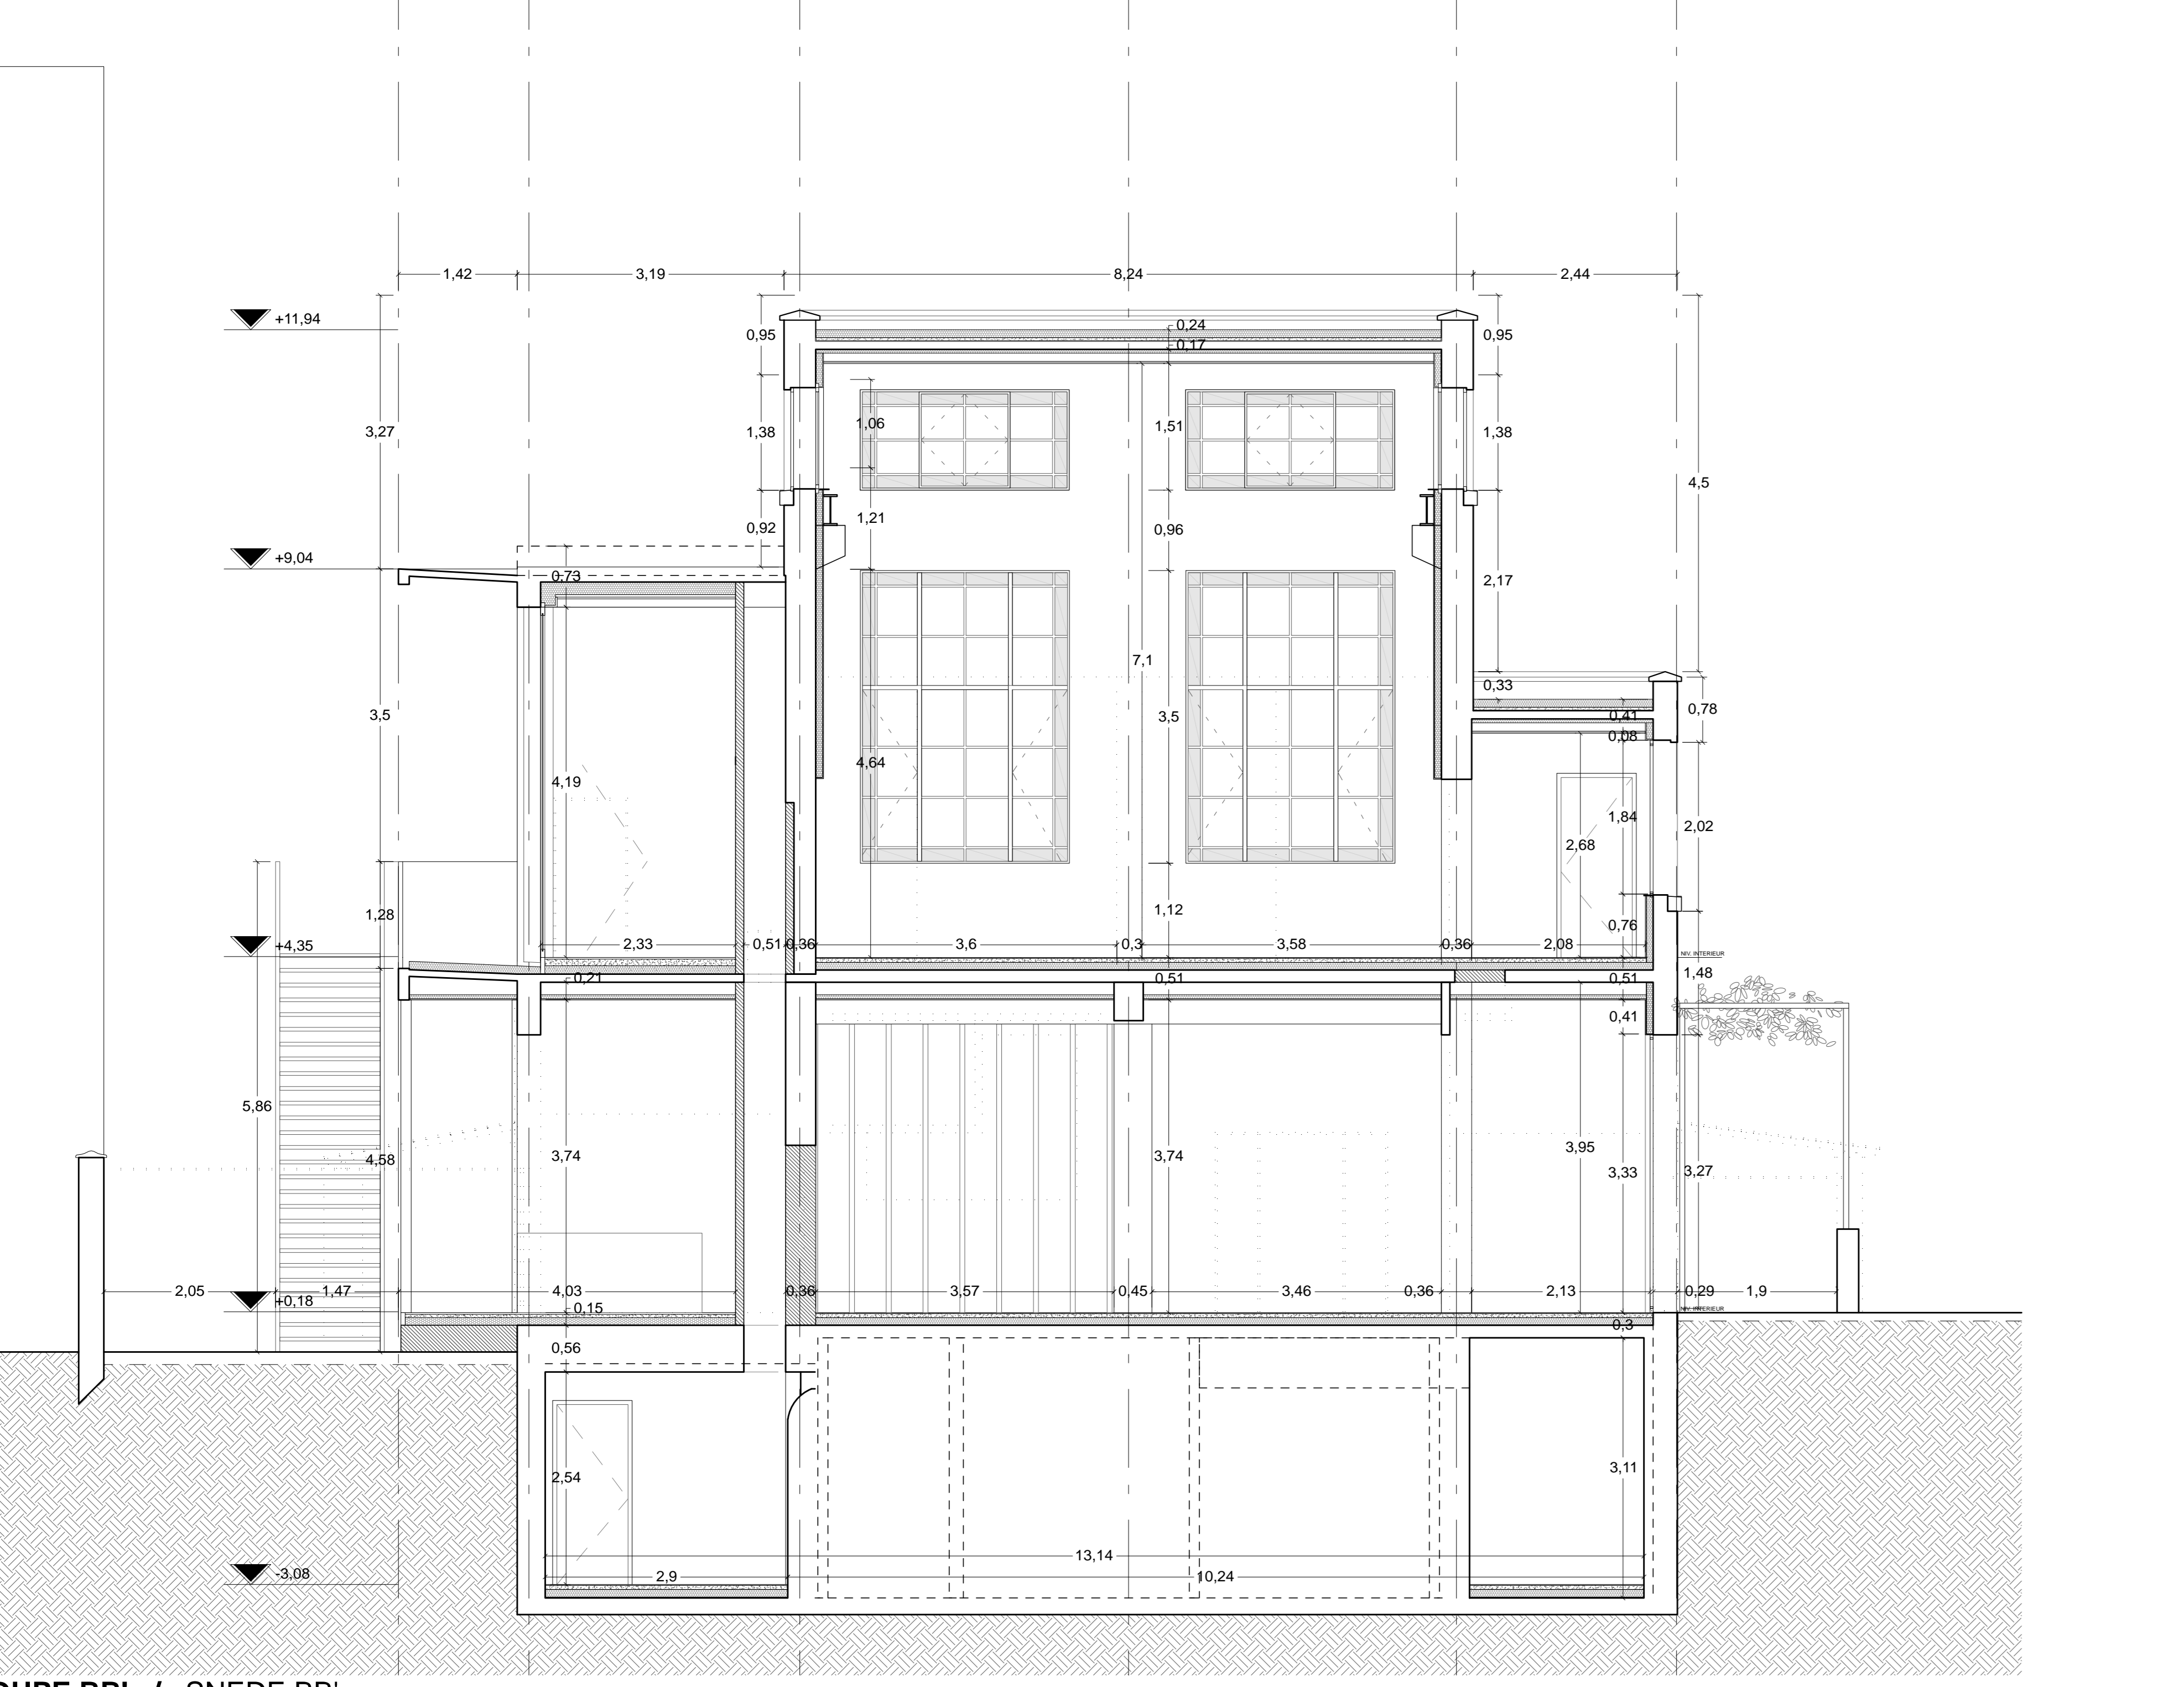 1,42 3,19 8,24 2,44
+11,94
0,24
0,95 0,95
0,17
1,06
3,27 1,38 1,51 1,38
4,5
1,21
0,92 0,96
+9,04
0,73 2,17
7,1
0,33
3,5 3,5 0,41 0,78
0,08
4,64
4,19
1,84 2,02
2,68
1,28 1,12
0,76
+4,35 2,33 0,51 0,36 3,6 0,3 3,58 0,36 2,08
NIV. INTERIEUR
0,21 0,51 0,51 1,48
0,41
5,86
3,95
4,58 3,74 3,74
3,33 3,27
2,05 1,47 4,03 0,36 3,57 0,45 3,46 0,36 2,13 0,29 1,9
+0,18
0,15 NIV. INTERIEUR
0,3
0,56
3,11
2,54
13,14
-3,08 2,9 10,24